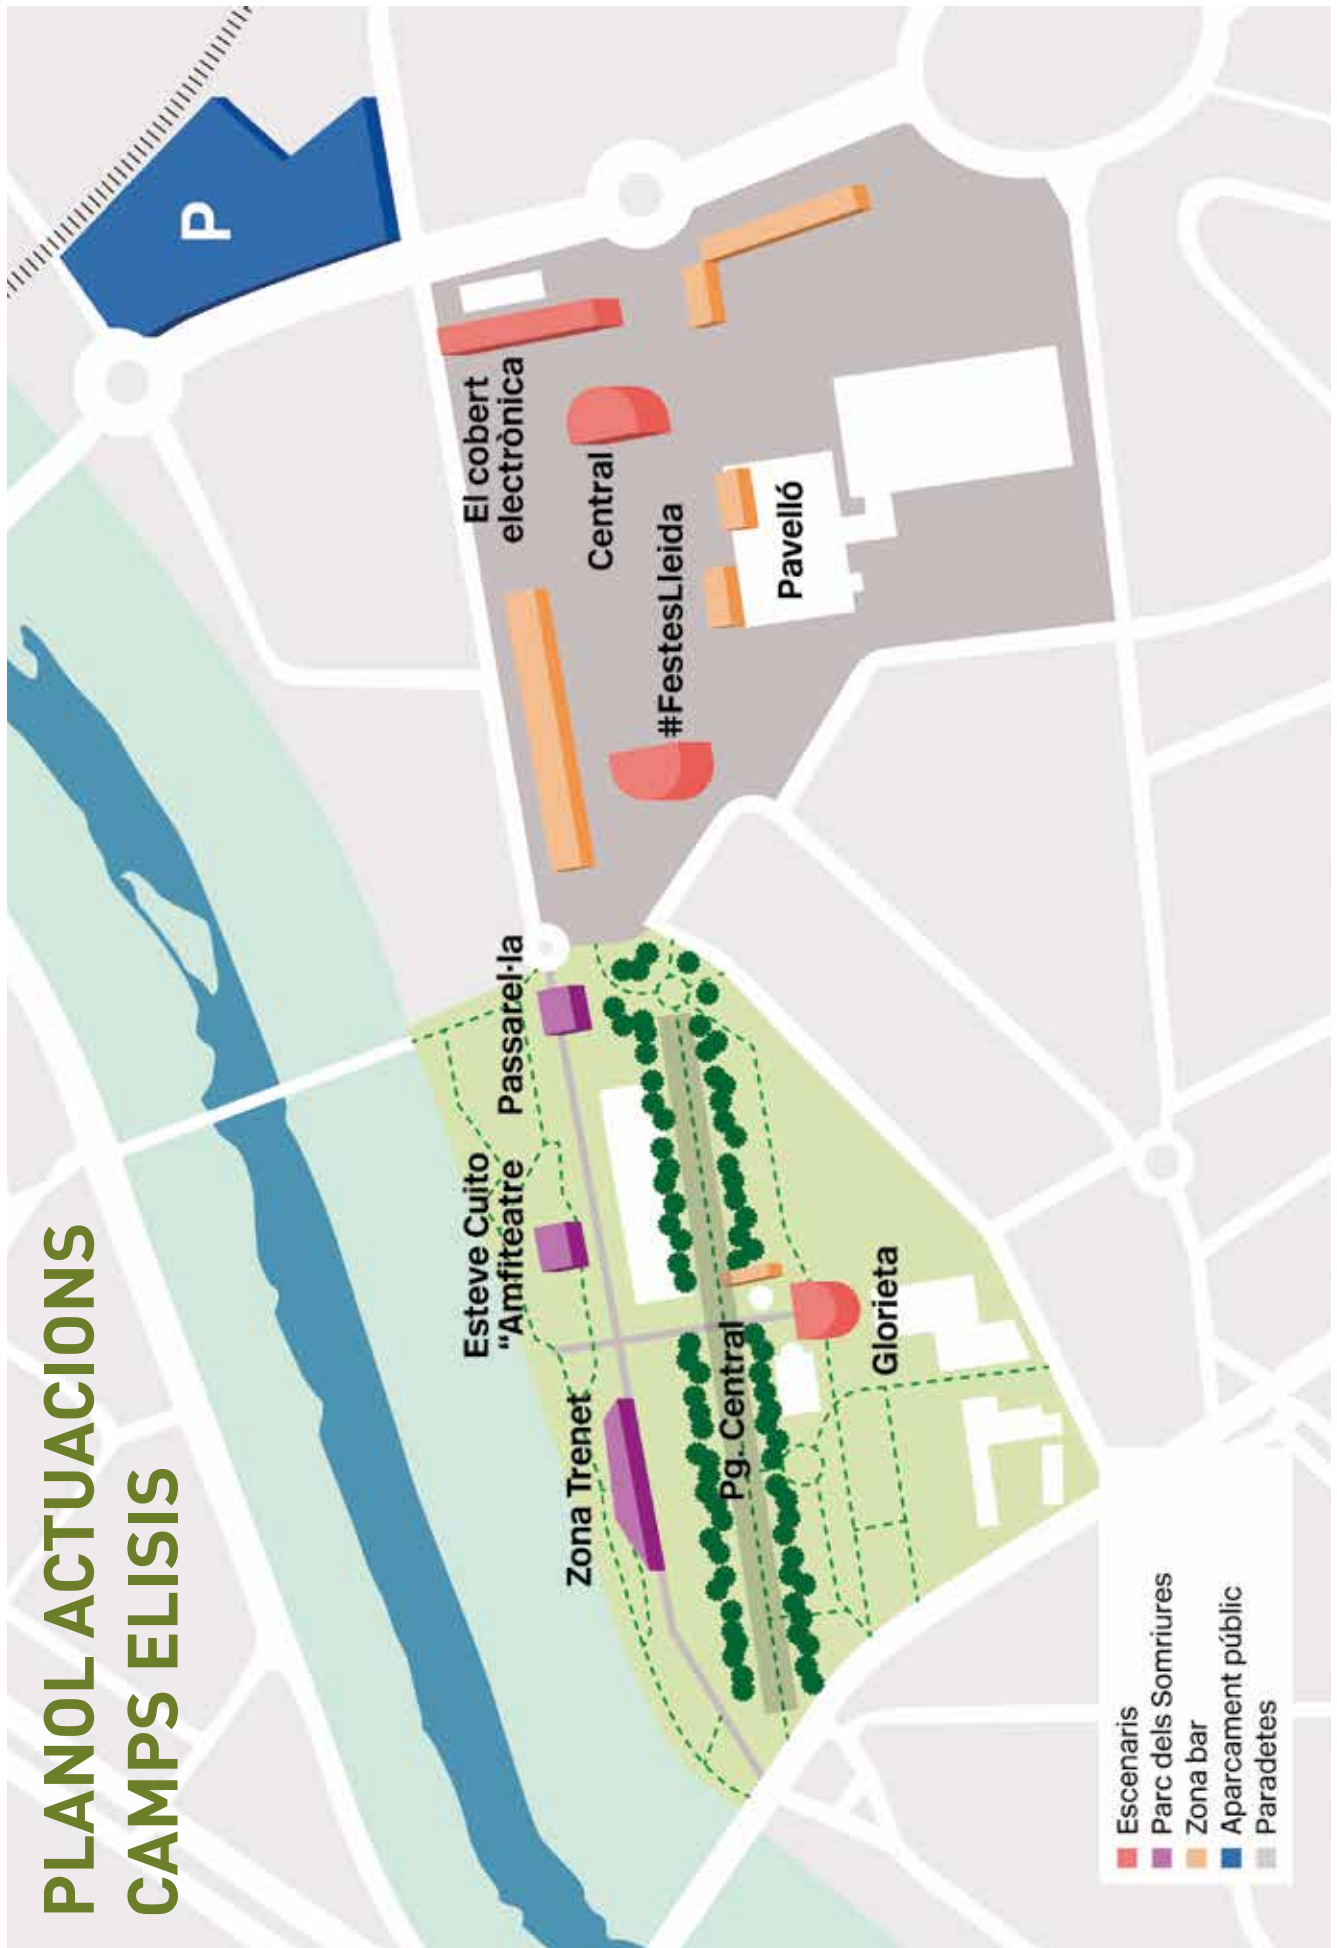 PLANOL ACTUACIONS
CAMPS ELISIS
P
El cobert
electrònica
Central
#FestesLleida
Pavelló
Passarel·la
Esteve Cuito
“Amfiteatre
Zona Trenet
Pg. Central
Glorieta
Escenaris
Parc dels Somriures
Zona bar
Aparcament públic
Paradetes